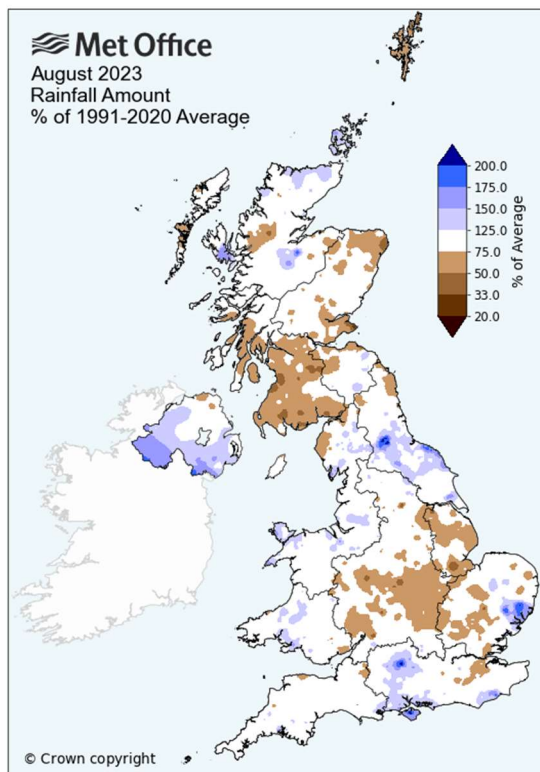 Met Office
August 2023
Rainfall Amount
% of 1991-2020 Average
200.0
175.0
150.0
125.0
75.0
50.0
33.0
20.0
% of Average
© Crown copyright